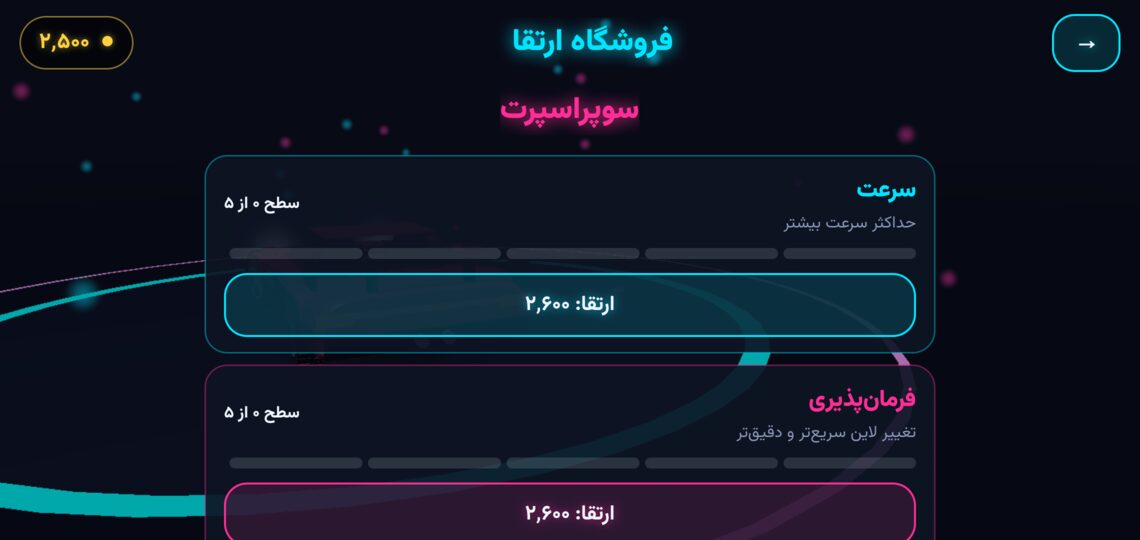 →
فروشگاه ارتقا
۲,۵۰۰
سوپراسپرت
سرعت
سطح ۰ از ۵
حداکثر سرعت بیشتر
ارتقا: ۲,۶۰۰
فرمان‌پذیری
سطح ۰ از ۵
تغییر لاین سریع‌تر و دقیق‌تر
ارتقا: ۲,۶۰۰